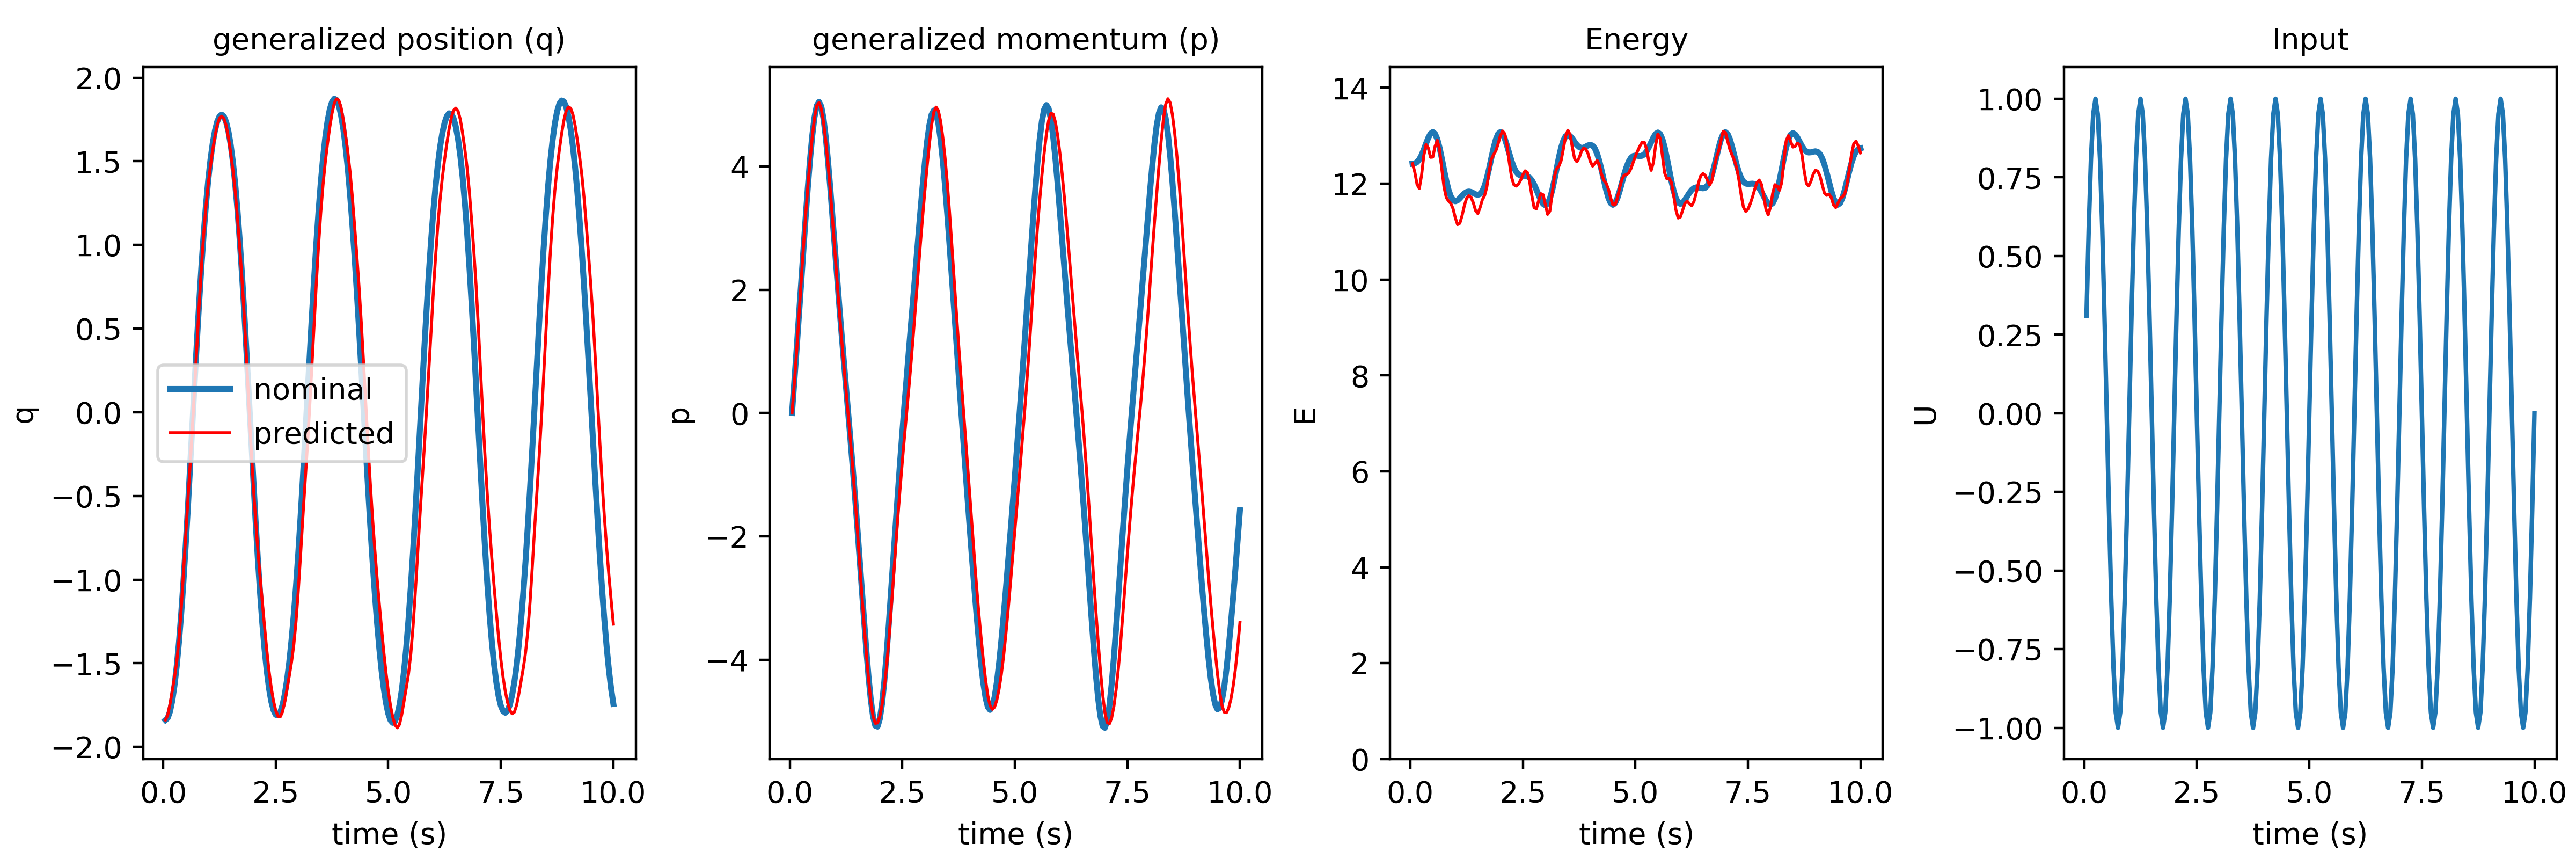 generalized position (q)
2.0
1.5
1.0
0.5
0.0
−0.5
−1.0
−1.5
−2.0
q
nominal
predicted
0.0 2.5 5.0 7.5 10.0
time (s)
generalized momentum (p)
4
2
0
−2
−4
p
0.0 2.5 5.0 7.5 10.0
time (s)
Energy
14
12
10
8
6
4
2
0
E
0.0 2.5 5.0 7.5 10.0
time (s)
Input
1.00
0.75
0.50
0.25
0.00
−0.25
−0.50
−0.75
−1.00
U
0.0 2.5 5.0 7.5 10.0
time (s)